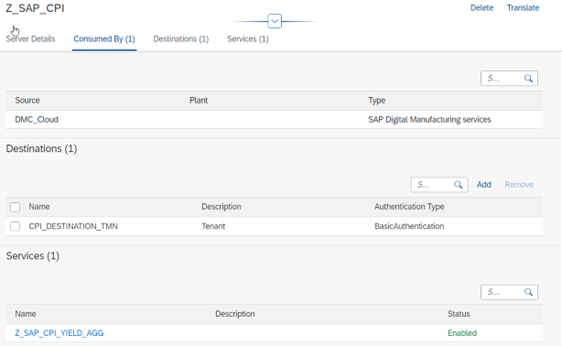 Z_SAP_CPI
Delete Translate
Server Details Consumed By (1) Destinations (1) Services (1)
S...
Source Plant Type
DMC_Cloud SAP Digital Manufacturing services
Destinations (1)
S... Add Remove
Name Description Authentication Type
CPI_DESTINATION_TMN Tenant BasicAuthentication
Services (1)
S...
Name Description Status
Z_SAP_CPI_YIELD_AGG Enabled